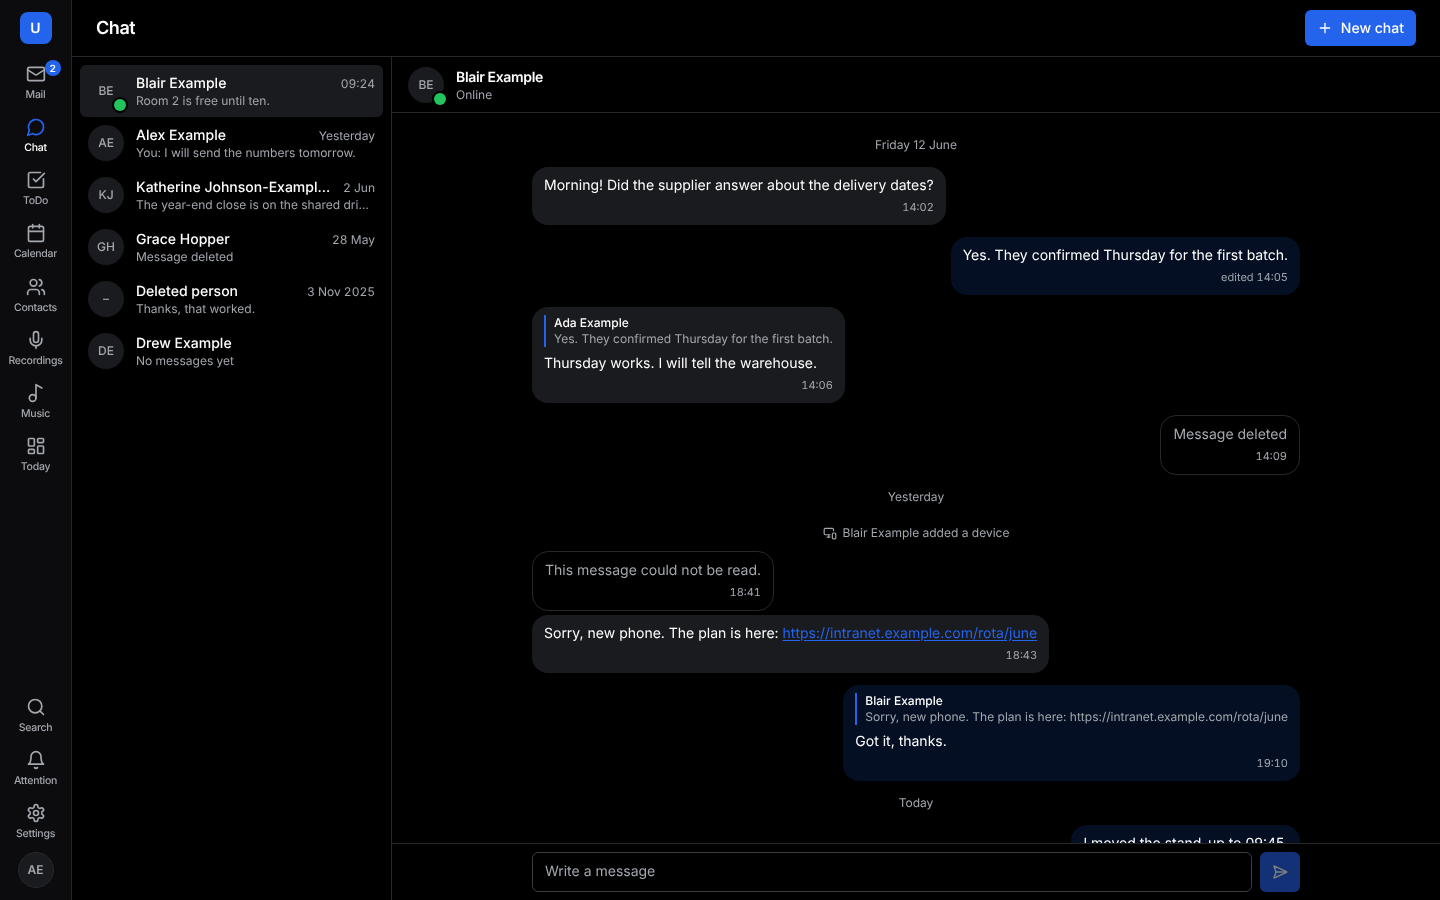 U
Chat
New chat
2
Mail
Chat
ToDo
Calendar
Contacts
Recordings
Music
Today
Search
Attention
Settings
AE
BE
Blair Example
09:24
Room 2 is free until ten.
AE
Alex Example
Yesterday
You: I will send the numbers tomorrow.
KJ
Katherine Johnson-Exampl...
2 Jun
The year-end close is on the shared dri...
GH
Grace Hopper
28 May
Message deleted
–
Deleted person
3 Nov 2025
Thanks, that worked.
DE
Drew Example
No messages yet
BE
Blair Example
Online
Friday 12 June
Morning! Did the supplier answer about the delivery dates?
14:02
Yes. They confirmed Thursday for the first batch.
edited 14:05
Ada Example
Yes. They confirmed Thursday for the first batch.
Thursday works. I will tell the warehouse.
14:06
Message deleted
14:09
Yesterday
Blair Example added a device
This message could not be read.
18:41
Sorry, new phone. The plan is here: https://intranet.example.com/rota/june
18:43
Blair Example
Sorry, new phone. The plan is here: https://intranet.example.com/rota/june
Got it, thanks.
19:10
Today
I moved the stand-up to 09:45.
Write a message